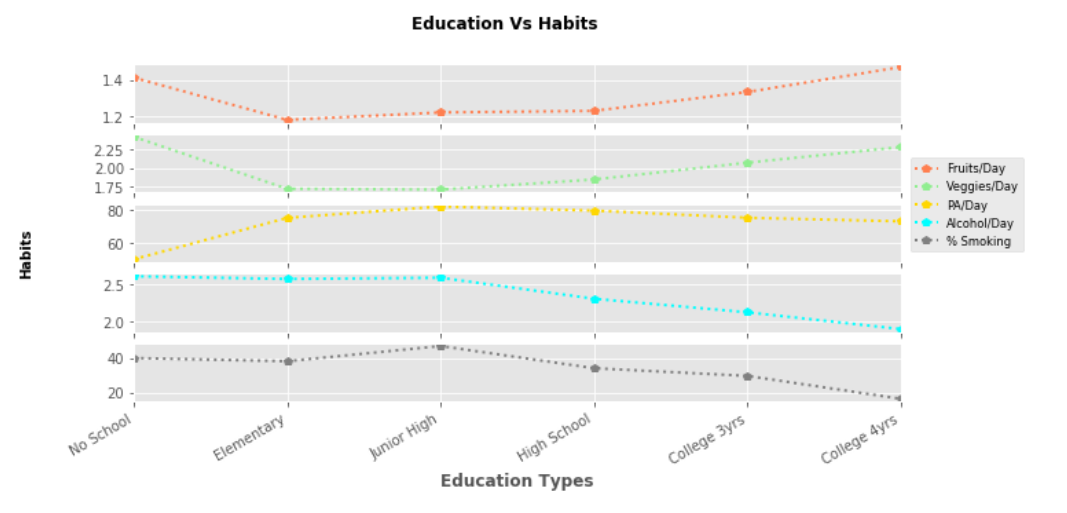 Education Vs Habits
1.4
1.2
2.25
2.00
1.75
80
60
2.5
2.0
40
20
Habits
Fruits/Day
Veggies/Day
PA/Day
Alcohol/Day
% Smoking
No School
Elementary
Junior High
High School
College 3yrs
College 4yrs
Education Types